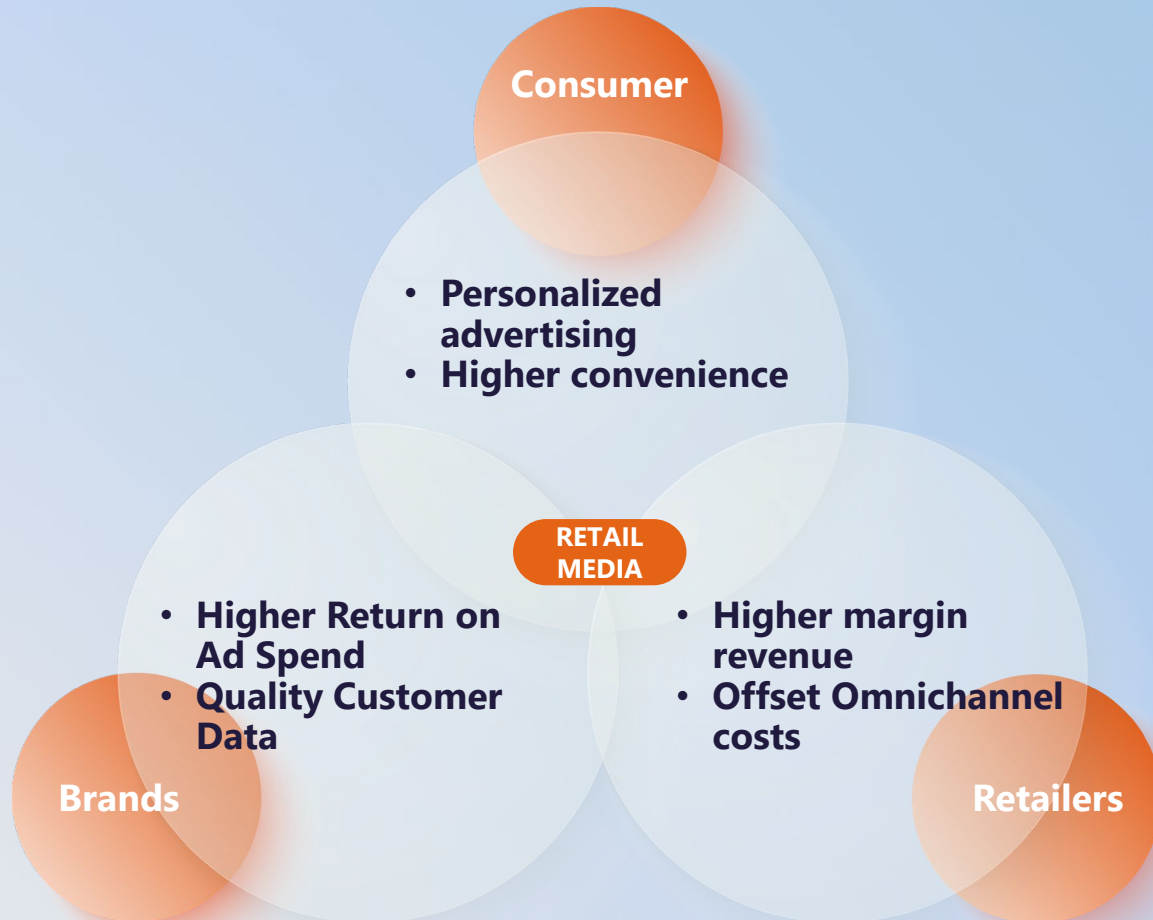 Consumer
• Personalized
advertising
• Higher convenience
RETAIL
MEDIA
• Higher Return on
Ad Spend
• Quality Customer
Data
• Higher margin
revenue
• Offset Omnichannel
costs
Brands
Retailers